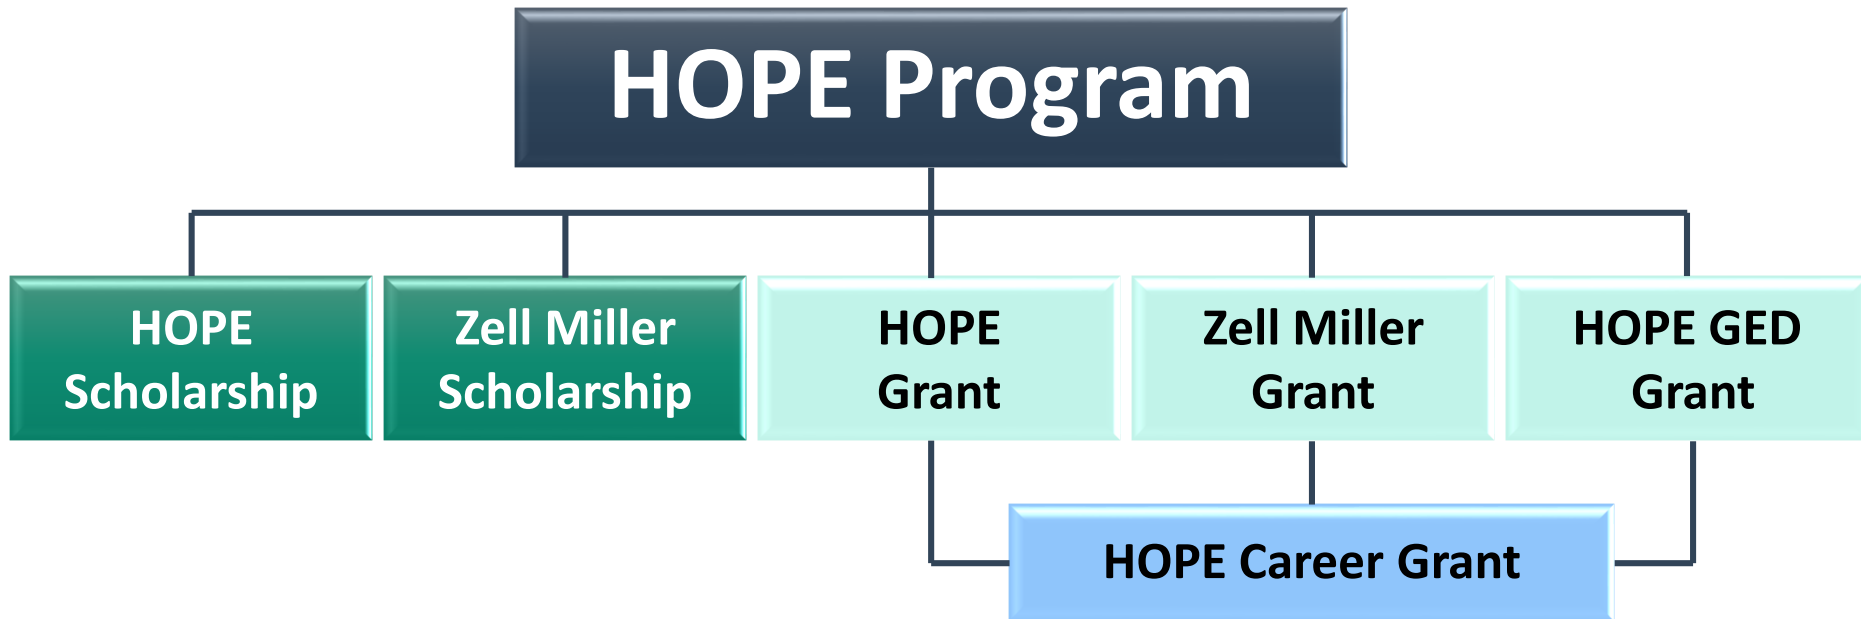 HOPE Program
HOPE
Scholarship
Zell Miller
Scholarship
HOPE
Grant
Zell Miller
Grant
HOPE GED
Grant
HOPE Career Grant